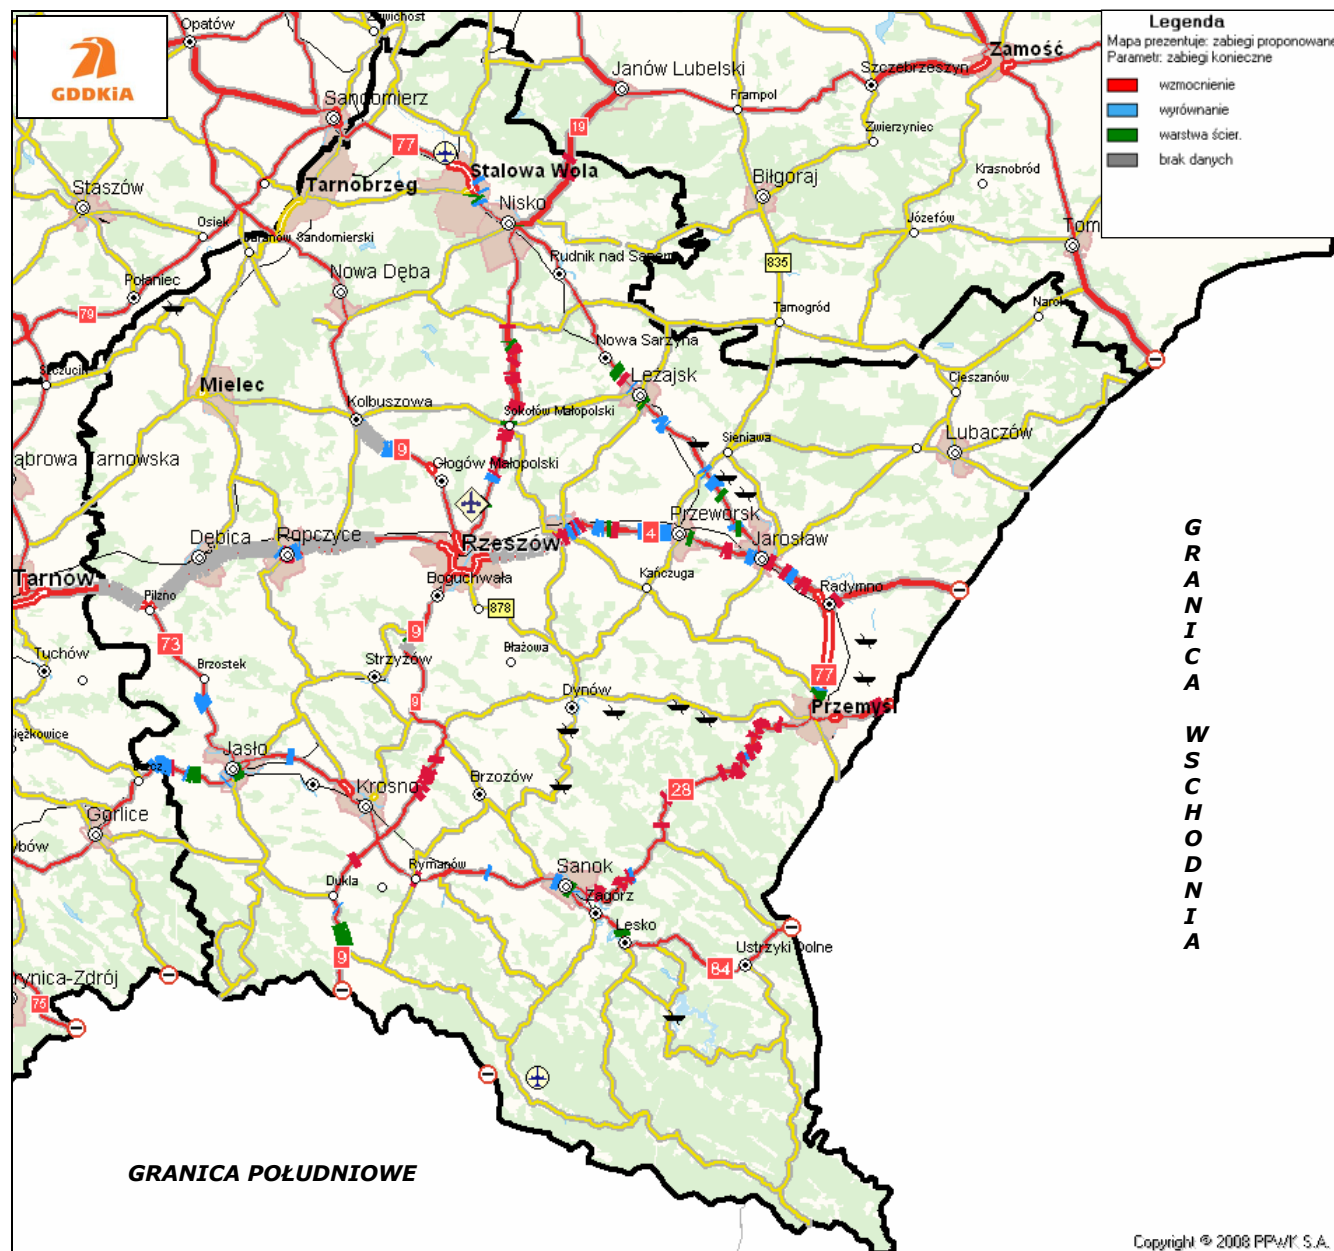 GDDKiA
Legenda
Mapa prezentuje: zabiegi proponowane
Parametr: zabiegi konieczne
wzmocnienie
wyrównanie
warstwa ścier.
brak danych
Opatów
Zawichost
Janów Lubelski
Zamość
Szczebrzeszyn
Frampol
Sandomierz
19
Zwierzyniec
77
Stalowa Wola
Krasnobród
Tarnobrzeg
Biłgoraj
Staszów
Nisko
Józefów
Tom
Osiek
Baranów Sandomierski
Rudnik nad Sanem
835
Nowa Dęba
Połaniec
Narol
Tarnogród
79
Nowa Sarzyna
Szczucin
Leżajsk
Cieszanów
Mielec
Kolbuszowa
Sokołów Małopolski
Lubaczów
Sieniawa
9
ąbrowa Tarnowska
Głogów Małopolski
Przeworsk
4
Dębica
Ropczyce
Rzeszów
Jarosław
Tarnów
Kańczuga
Boguchwała
Radymno
Pilzno
878
9
73
Błażowa
Tuchów
Brzostek
Strzyżów
77
Dynów
9
Przemyśl
iężkowice
Jasło
Biecz
Brzozów
Krosno
28
Gorlice
ybów
Rymanów
Sanok
Dukla
Zagórz
Lesko
Ustrzyki Dolne
9
84
rynica-Zdrój
75
G
R
A
N
I
C
A
W
S
C
H
O
D
N
I
A
GRANICA POŁUDNIOWE
Copyright © 2008 PPWK S.A.